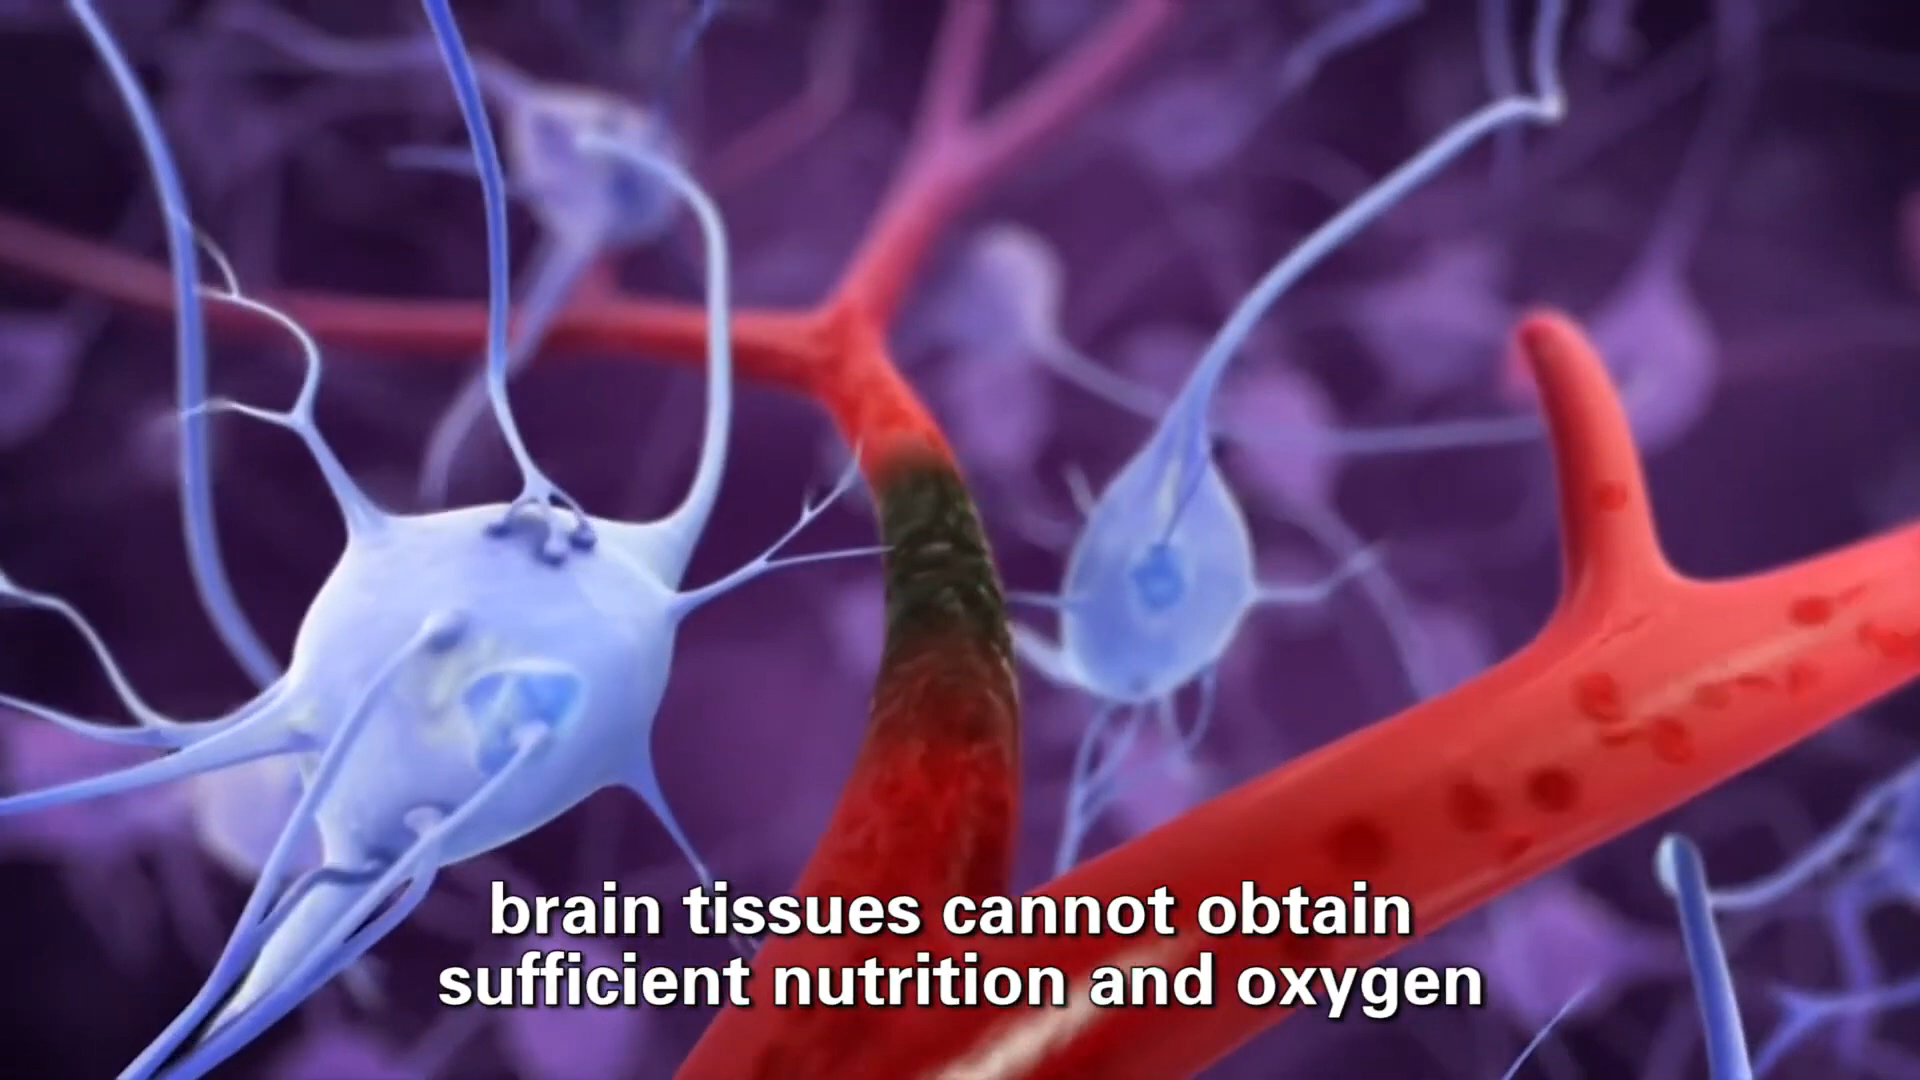 brain tissues cannot obtain
sufficient nutrition and oxygen